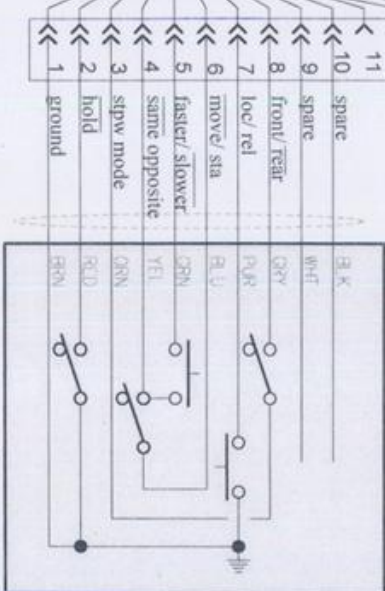 11
10 spare BLK
9 spare WHT
8 front/ rear GRY
7 loc/ rel PUR
6 move/ sta BLU
5 faster/ slower GRN
4 same opposite YEL
3 stpw mode ORN
2 hold RED
1 ground BRN